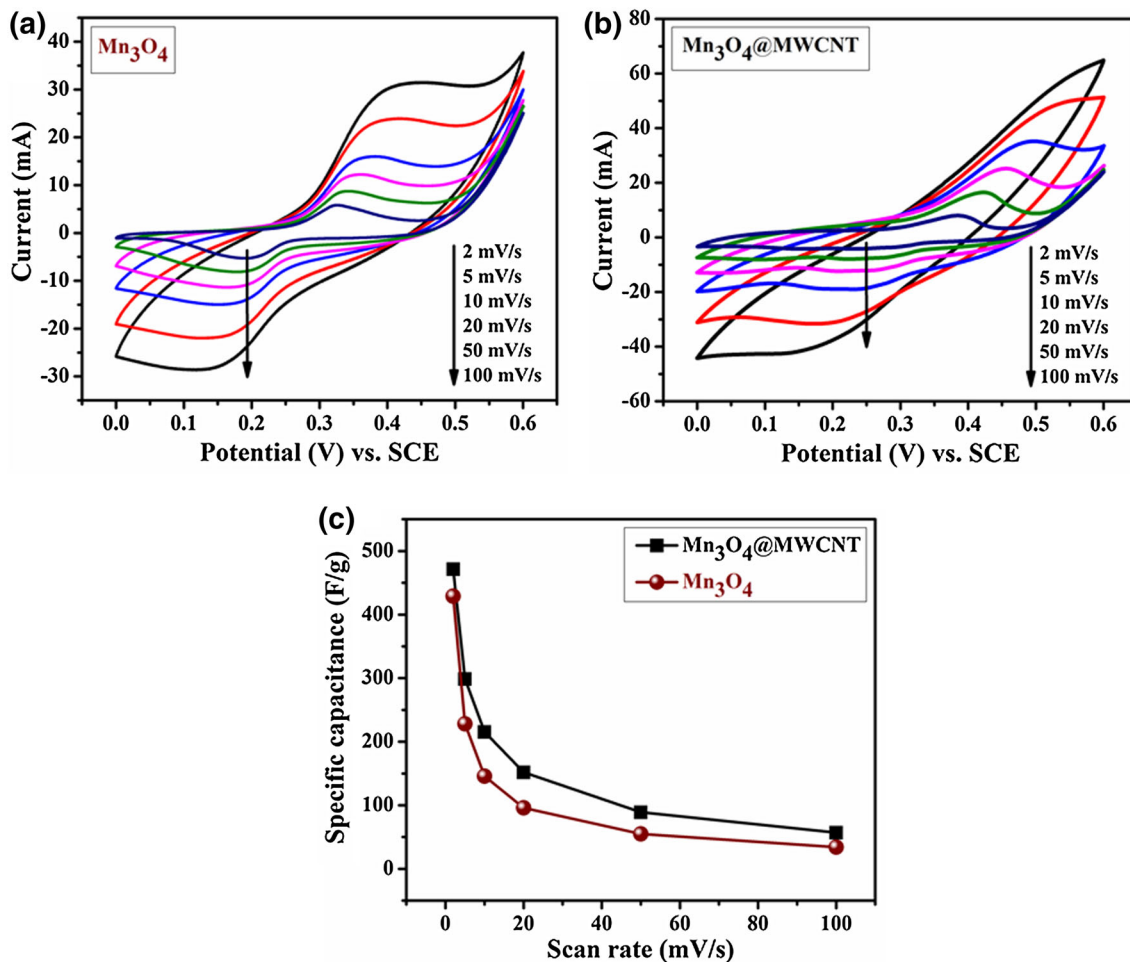 (a)
Mn3O4
40
30
20
10
0
-10
-20
-30
Current (mA)
2 mV/s
5 mV/s
10 mV/s
20 mV/s
50 mV/s
100 mV/s
0.0 0.1 0.2 0.3 0.4 0.5 0.6
Potential (V) vs. SCE
(b)
Mn3O4@MWCNT
80
60
40
20
0
-20
-40
-60
Current (mA)
2 mV/s
5 mV/s
10 mV/s
20 mV/s
50 mV/s
100 mV/s
0.0 0.1 0.2 0.3 0.4 0.5 0.6
Potential (V) vs. SCE
(c)
Mn3O4@MWCNT
Mn3O4
500
400
300
200
100
0
Specific capacitance (F/g)
0 20 40 60 80 100
Scan rate (mV/s)